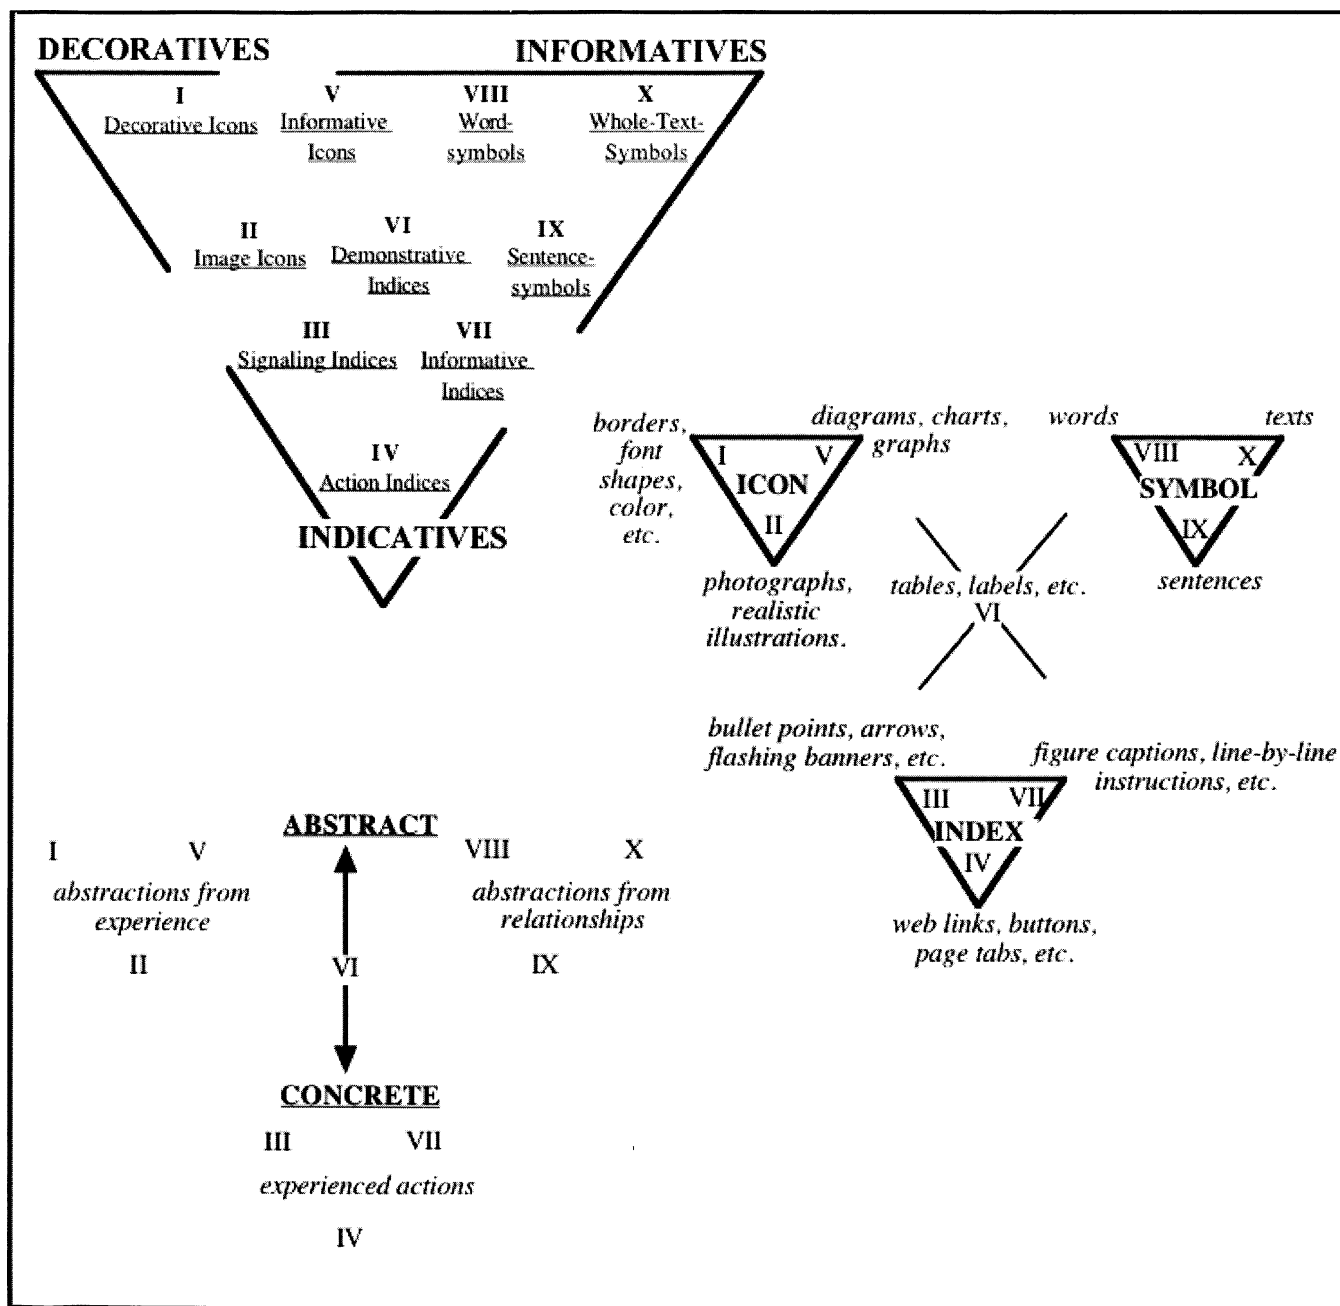 DECORATIVES
INFORMATIVES
I
Decorative Icons
V
Informative
Icons
VIII
Word-
symbols
X
Whole-Text-
Symbols
II
Image Icons
VI
Demonstrative
Indices
IX
Sentence-
symbols
III
Signaling Indices
VII
Informative
Indices
IV
Action Indices
INDICATIVES
borders,
font
shapes,
color,
etc.
diagrams, charts,
graphs
I
V
ICON
II
photographs,
realistic
illustrations.
words
texts
VIII
X
SYMBOL
IX
sentences
tables, labels, etc.
VI
bullet points, arrows,
flashing banners, etc.
figure captions, line-by-line
instructions, etc.
III
VII
INDEX
IV
web links, buttons,
page tabs, etc.
ABSTRACT
I
V
abstractions from
experience
II
VIII
X
abstractions from
relationships
IX
VI
CONCRETE
III
VII
experienced actions
IV